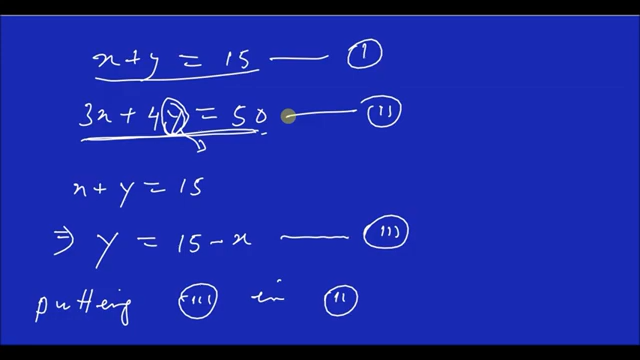 x + y = 15 — (i)
3x + 4y = 50 — (ii)
x + y = 15
⇒ y = 15 - x — (iii)
putting (iii) in (ii)